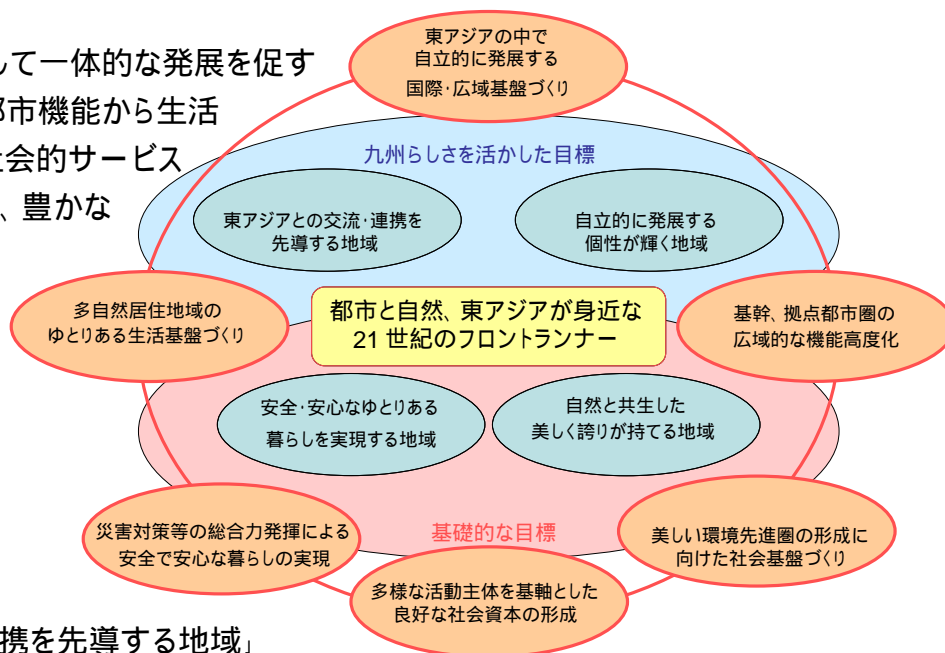 東アジアの中で
自立的に発展する
国際・広域基盤づくり
して一体的な発展を促す
都市機能から生活
社会的サービス
、豊かな
九州らしさを活かした目標
東アジアとの交流・連携を
先導する地域
自立的に発展する
個性が輝く地域
多自然居住地域の
ゆとりある生活基盤づくり
都市と自然、東アジアが身近な
21世紀のフロントランナー
基幹、拠点都市圏の
広域的な機能高度化
安全・安心なゆとりある
暮らしを実現する地域
自然と共生した
美しく誇りが持てる地域
災害対策等の総合力発揮による
安全で安心な暮らしの実現
基礎的な目標
美しい環境先進圏の形成に
向けた社会基盤づくり
多様な活動主体を基軸とした
良好な社会資本の形成
携を先導する地域」